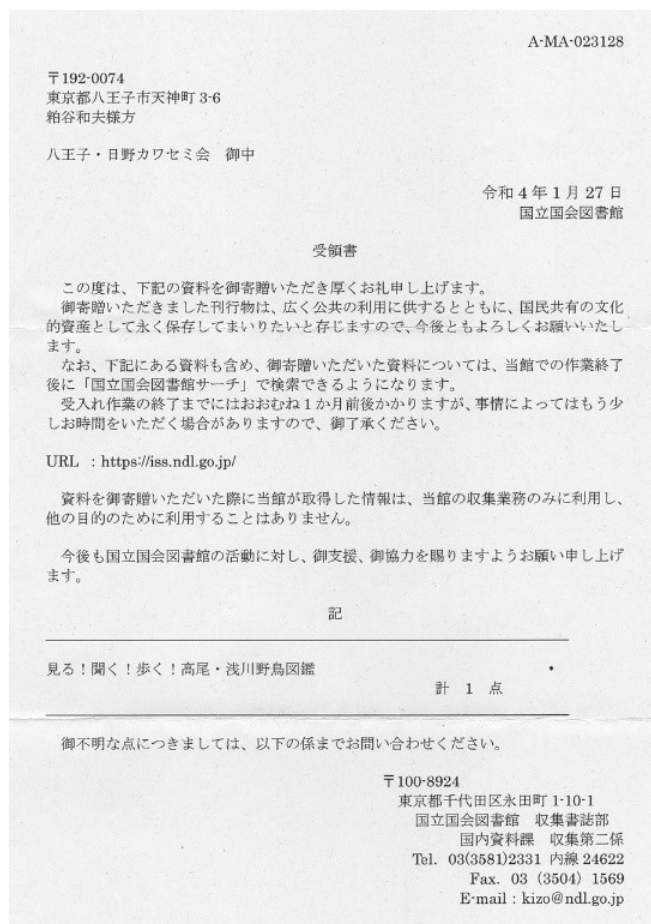 A-MA-023128
〒192-0074
東京都八王子市天神町 3-6
粕谷和夫様方
八王子・日野カワセミ会　御中
令和 4 年 1 月 27 日
国立国会図書館
受領書
この度は、下記の資料を御寄贈いただき厚くお礼申し上げます。
御寄贈いただきました刊行物は、広く公共の利用に供するとともに、国民共有の文化
的資産として永く保存してまいりたいと存じますので、今後ともよろしくお願いいたし
ます。
なお、下記にある資料も含め、御寄贈いただいた資料については、当館での作業終了
後に「国立国会図書館サーチ」で検索できるようになります。
受入れ作業の終了までにはおおむね 1 か月前後かかりますが、事情によってはもう少
しお時間をいただく場合がありますので、御了承ください。
URL ：https://iss.ndl.go.jp/
資料を御寄贈いただいた際に当館が取得した情報は、当館の収集業務のみに利用し、
他の目的のために利用することはありません。
今後も国立国会図書館の活動に対し、御支援、御協力を賜りますようお願い申し上げ
ます。
記
見る！聞く！歩く！高尾・浅川野鳥図鑑
計　1　点
御不明な点につきましては、以下の係までお問い合わせください。
〒100-8924
東京都千代田区永田町 1-10-1
国立国会図書館　収集書誌部
国内資料課　収集第二係
Tel. 03(3581)2331 内線 24622
Fax. 03（3504）1569
E-mail：kizo@ndl.go.jp